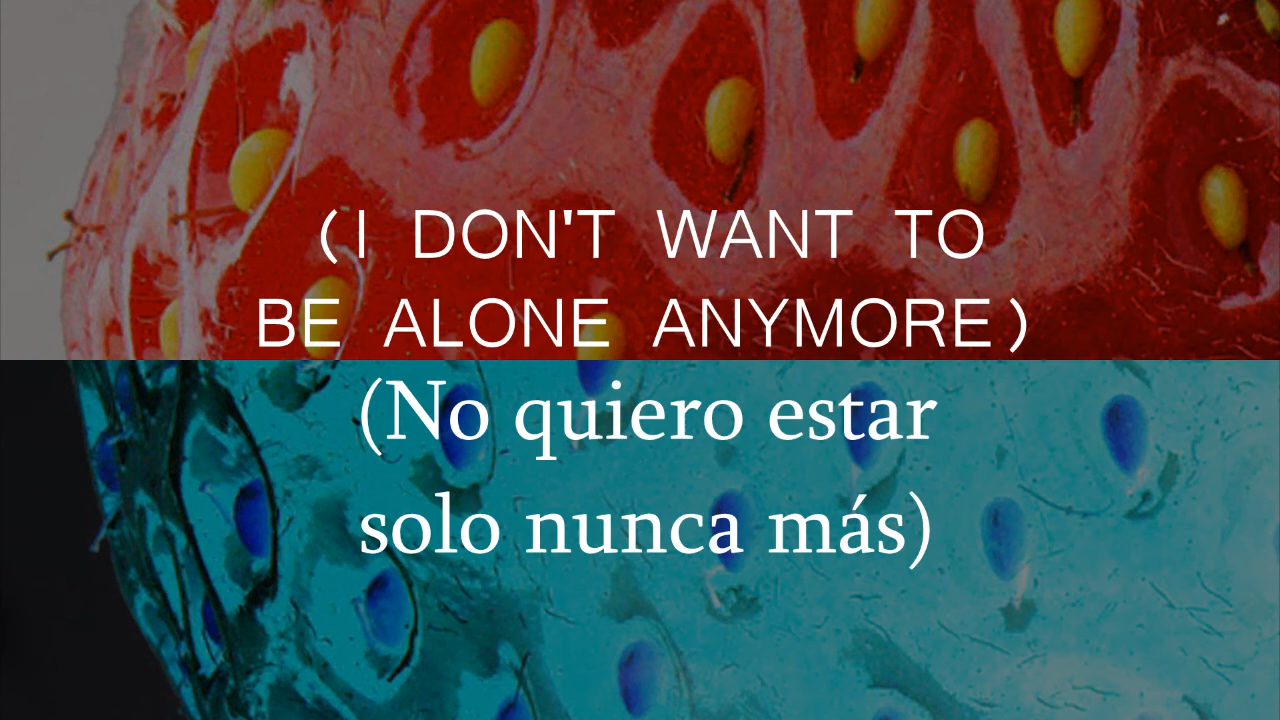 (I DON'T WANT TO
BE ALONE ANYMORE)
(No quiero estar
solo nunca más)